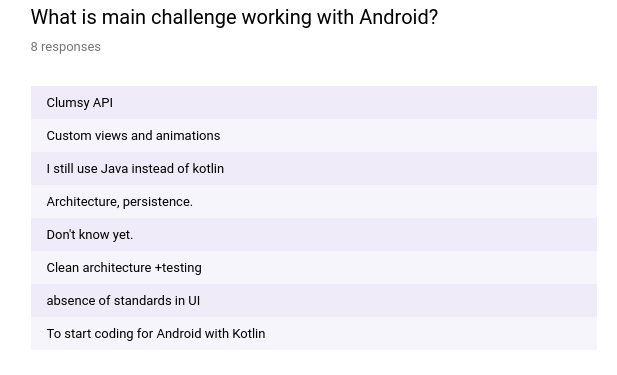 What is main challenge working with Android?
8 responses
Clumsy API
Custom views and animations
I still use Java instead of kotlin
Architecture, persistence.
Don't know yet.
Clean architecture +testing
absence of standards in UI
To start coding for Android with Kotlin